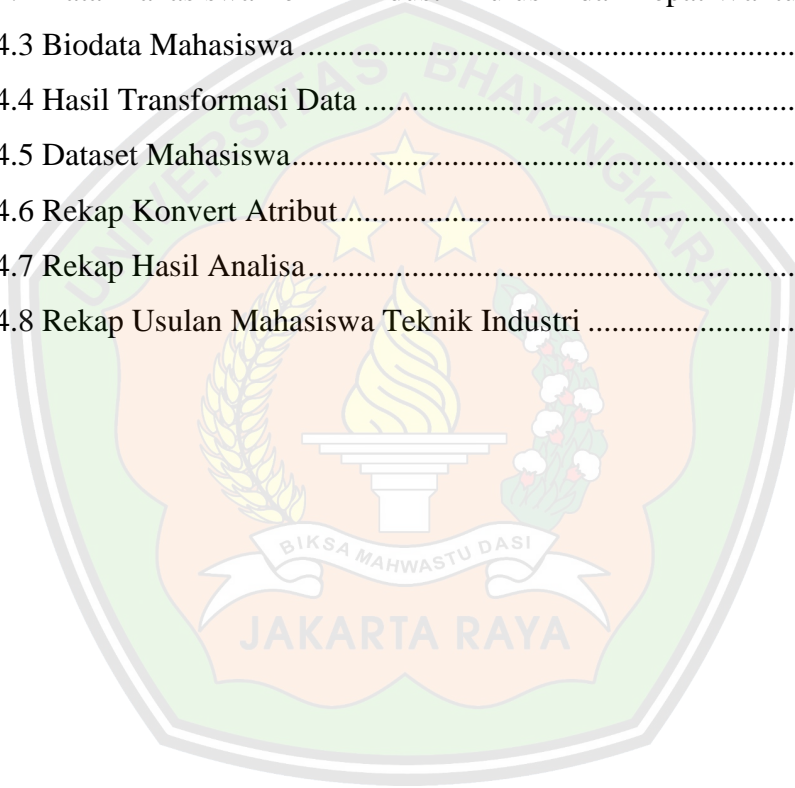 4.3 Biodata Mahasiswa ..............................................................
4.4 Hasil Transformasi Data ......................................................
4.5 Dataset Mahasiswa...............................................................
4.6 Rekap Konvert Atribut.........................................................
4.7 Rekap Hasil Analisa.............................................................
4.8 Rekap Usulan Mahasiswa Teknik Industri ..........................
UNIVERSITAS BHAYANGKARA
BIKSA MAHWASTU DASI
JAKARTA RAYA